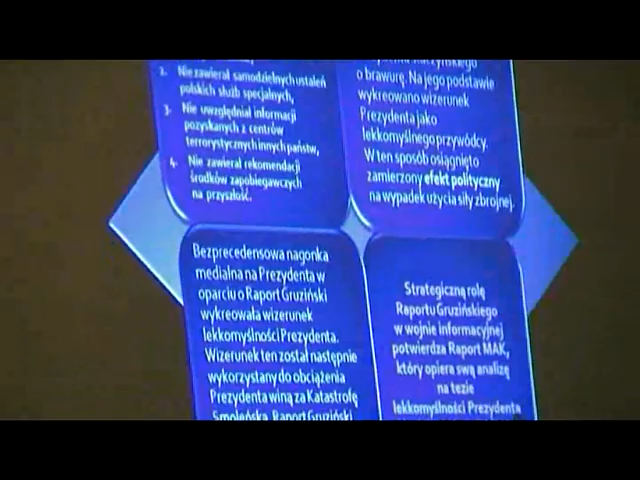 2. Nie zawierał samodzielnych ustaleń
polskich służb specjalnych,
3. Nie uwzględniał informacji
pozyskanych z centrów
terrorystycznych innych państw,
4. Nie zawierał rekomendacji
środków zapobiegawczych
na przyszłość.
o brawurę. Na jego podstawie
wykreowano wizerunek
Prezydenta jako
lekkomyślnego przywódcy.
W ten sposób osiągnięto
zamierzony efekt polityczny
na wypadek użycia siły zbrojnej.
Bezprecedensowa nagonka
medialna na Prezydenta w
oparciu o Raport Gruziński
wykreowała wizerunek
lekkomyślności Prezydenta.
Wizerunek ten został następnie
wykorzystany do obciążenia
Prezydenta winą za Katastrofę
Smoleńską. Raport Gruziński
Strategiczną rolę
Raportu Gruzińskiego
w wojnie informacyjnej
potwierdza Raport MAK,
który opiera swą analizę
na tezie
lekkomyślności Prezydenta